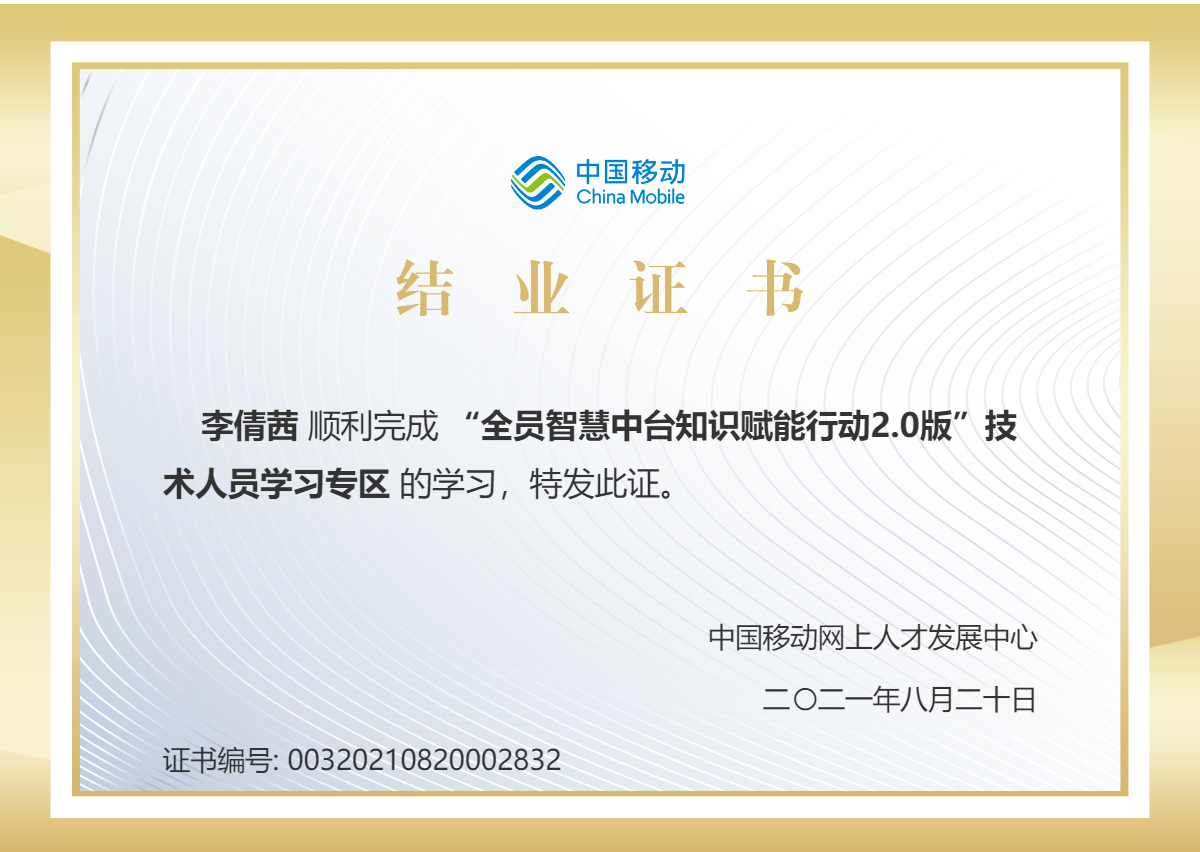 中国移动
China Mobile
结业证书
李倩茜 顺利完成 “全员智慧中台知识赋能行动2.0版”技
术人员学习专区 的学习，特发此证。
中国移动网上人才发展中心
二〇二一年八月二十日
证书编号: 00320210820002832